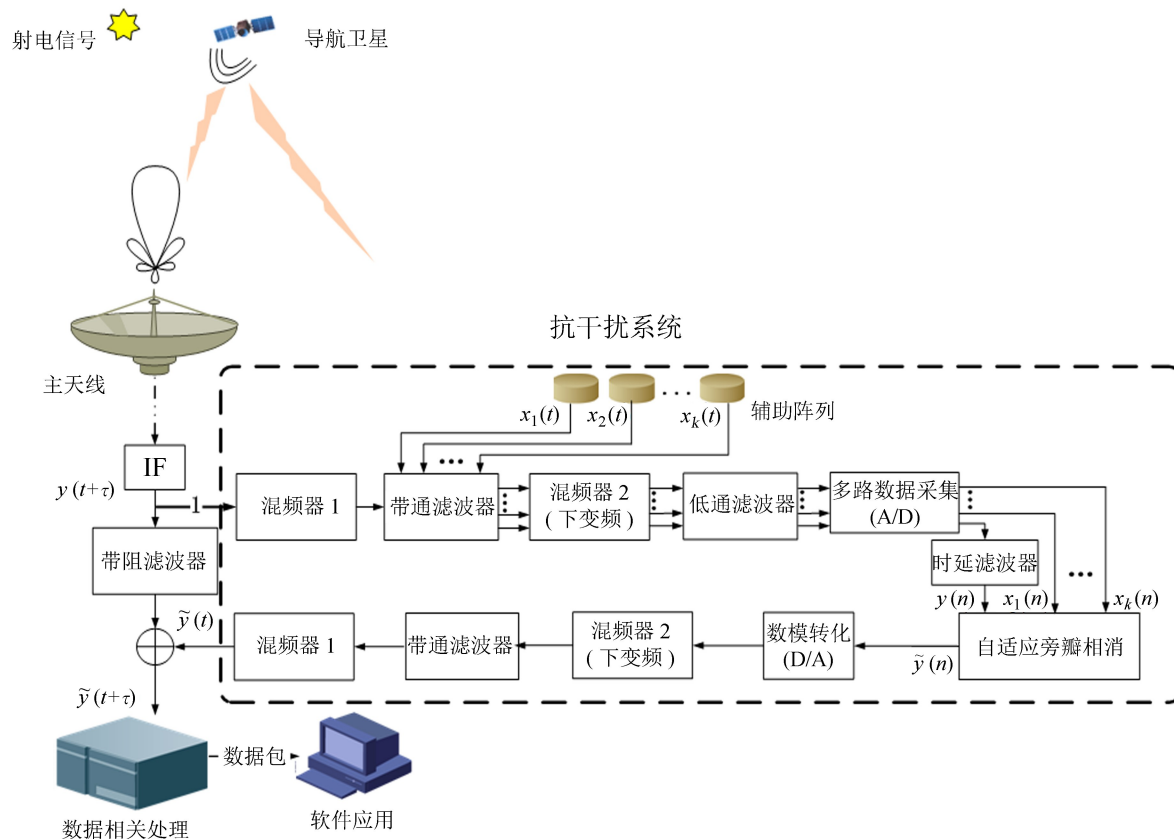 射电信号
导航卫星
抗干扰系统
主天线
x₁(t) x₂(t) … xₖ(t)
辅助阵列
IF
y(t+τ)
1
混频器 1
带通滤波器
混频器 2
(下变频)
低通滤波器
多路数据采集
(A/D)
带阻滤波器
时延滤波器
y(n) x₁(n) xₖ(n)
ỹ(t)
混频器 1
带通滤波器
混频器 2
(下变频)
数模转化
(D/A)
ỹ(n)
自适应旁瓣相消
ỹ(t+τ)
数据包
数据相关处理
软件应用